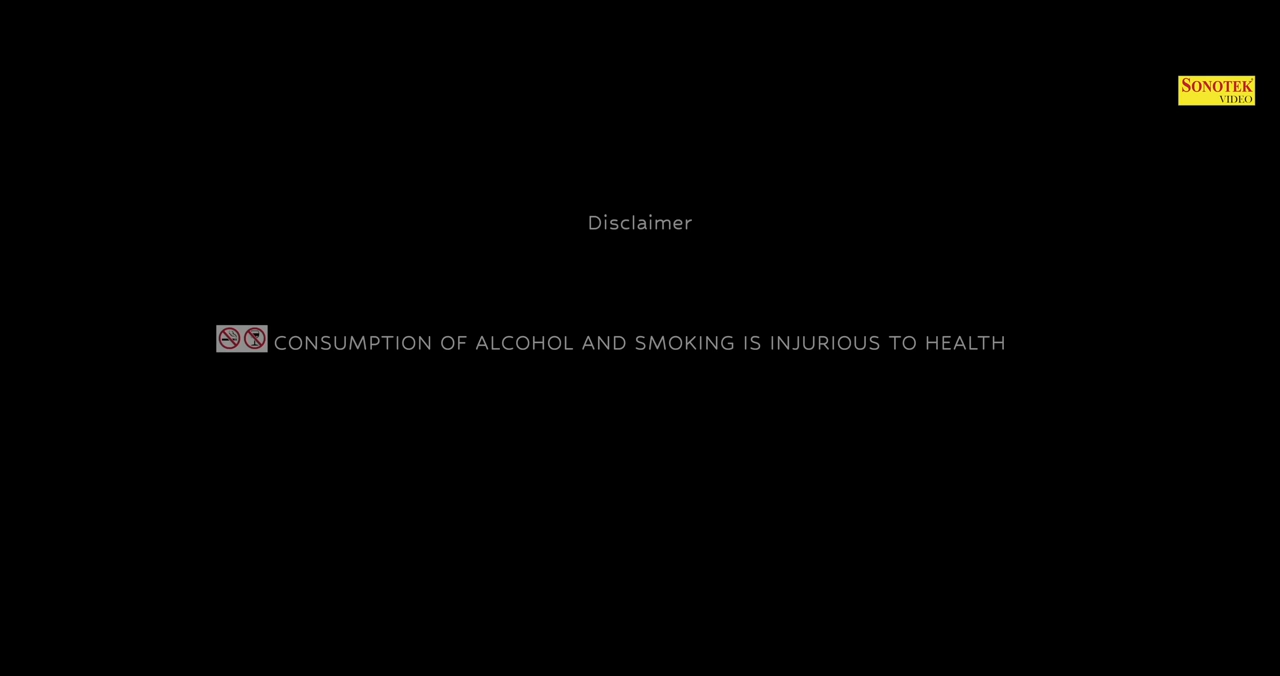 SONOTEK
VIDEO
Disclaimer
CONSUMPTION OF ALCOHOL AND SMOKING IS INJURIOUS TO HEALTH